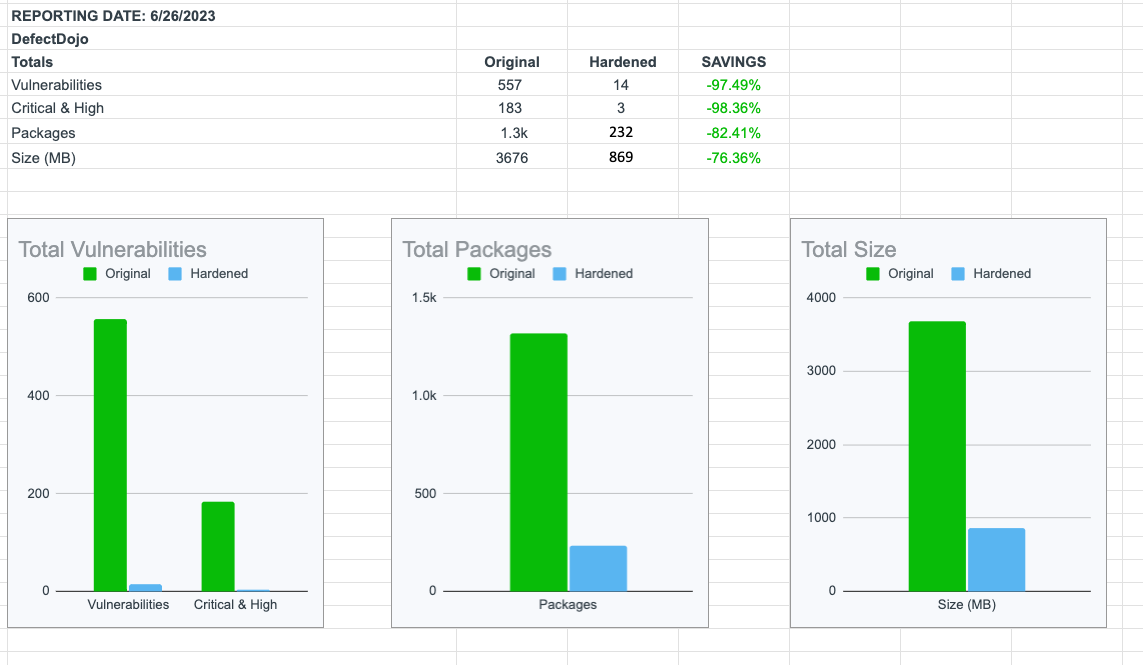 REPORTING DATE: 6/26/2023
DefectDojo
Totals Original Hardened SAVINGS
Vulnerabilities 557 14 -97.49%
Critical & High 183 3 -98.36%
Packages 1.3k 232 -82.41%
Size (MB) 3676 869 -76.36%
Total Vulnerabilities
Original Hardened
600
400
200
0
Vulnerabilities Critical & High
Total Packages
Original Hardened
1.5k
1.0k
500
0
Packages
Total Size
Original Hardened
4000
3000
2000
1000
0
Size (MB)